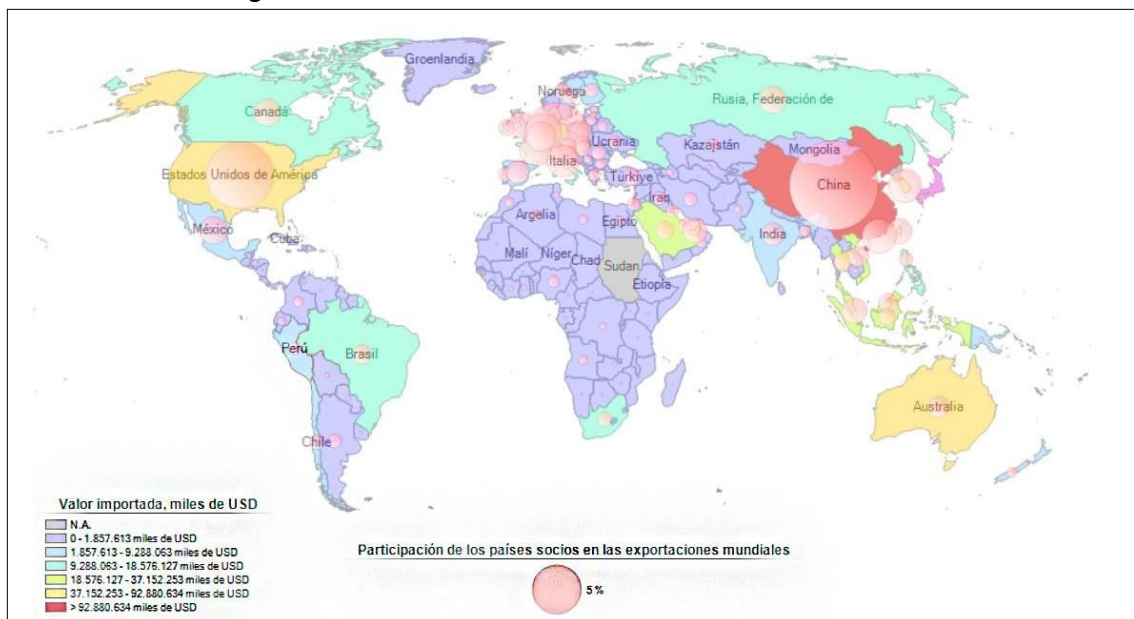 Groenlandia
Noruega
Canadá
Rusia, Federación de
Ucrania
Kazajstán
Mongolia
Italia
Estados Unidos de América
Türkiye
China
Iraq
Argelia
Egipto
India
México
Cuba
Malí
Níger
Chad
Sudan
Etiopía
Perú
Brasil
Australia
Chile
Valor importada, miles de USD
N.A.
0 - 1.857.613 miles de USD
1.857.613 - 9.288.063 miles de USD
9.288.063 - 18.576.127 miles de USD
18.576.127 - 37.152.253 miles de USD
37.152.253 - 92.880.634 miles de USD
> 92.880.634 miles de USD
Participación de los países socios en las exportaciones mundiales
5 %